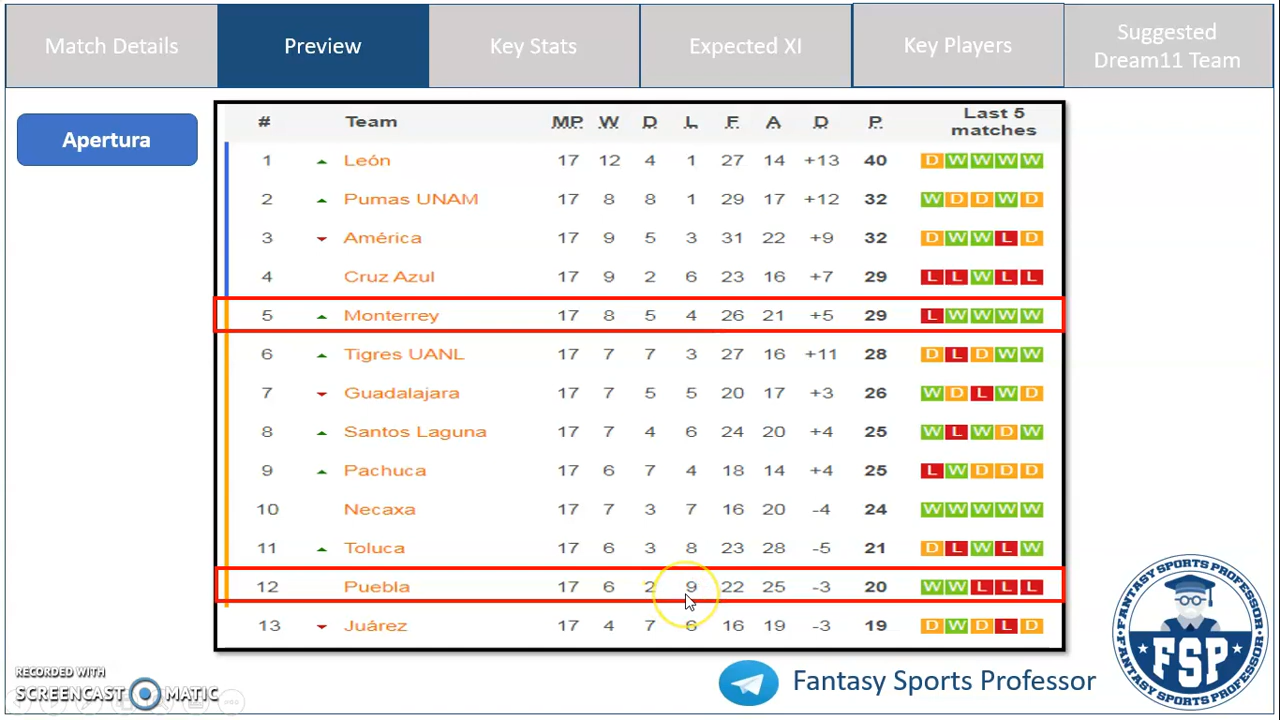 Match Details
Preview
Key Stats
Expected XI
Key Players
Suggested
Dream11 Team
Apertura
# Team MP W D L F A D P Last 5 matches
1 León 17 12 4 1 27 14 +13 40 D W W W W
2 Pumas UNAM 17 8 8 1 29 17 +12 32 W D D W D
3 América 17 9 5 3 31 22 +9 32 D W W L D
4 Cruz Azul 17 9 2 6 23 16 +7 29 L L W L L
5 Monterrey 17 8 5 4 26 21 +5 29 L W W W W
6 Tigres UANL 17 7 7 3 27 16 +11 28 D L D W W
7 Guadalajara 17 7 5 5 20 17 +3 26 W D L W D
8 Santos Laguna 17 7 4 6 24 20 +4 25 W L W D W
9 Pachuca 17 6 7 4 18 14 +4 25 L W D D D
10 Necaxa 17 7 3 7 16 20 -4 24 W W W W W
11 Toluca 17 6 3 8 23 28 -5 21 D L W L W
12 Puebla 17 6 2 9 22 25 -3 20 W W L L L
13 Juárez 17 4 7 6 16 19 -3 19 D W D L D
RECORDED WITH
SCREENCAST MATIC
Fantasy Sports Professor
FANTASY SPORTS PROFESSOR
FSP
FANTASY SPORTS PROFESSOR